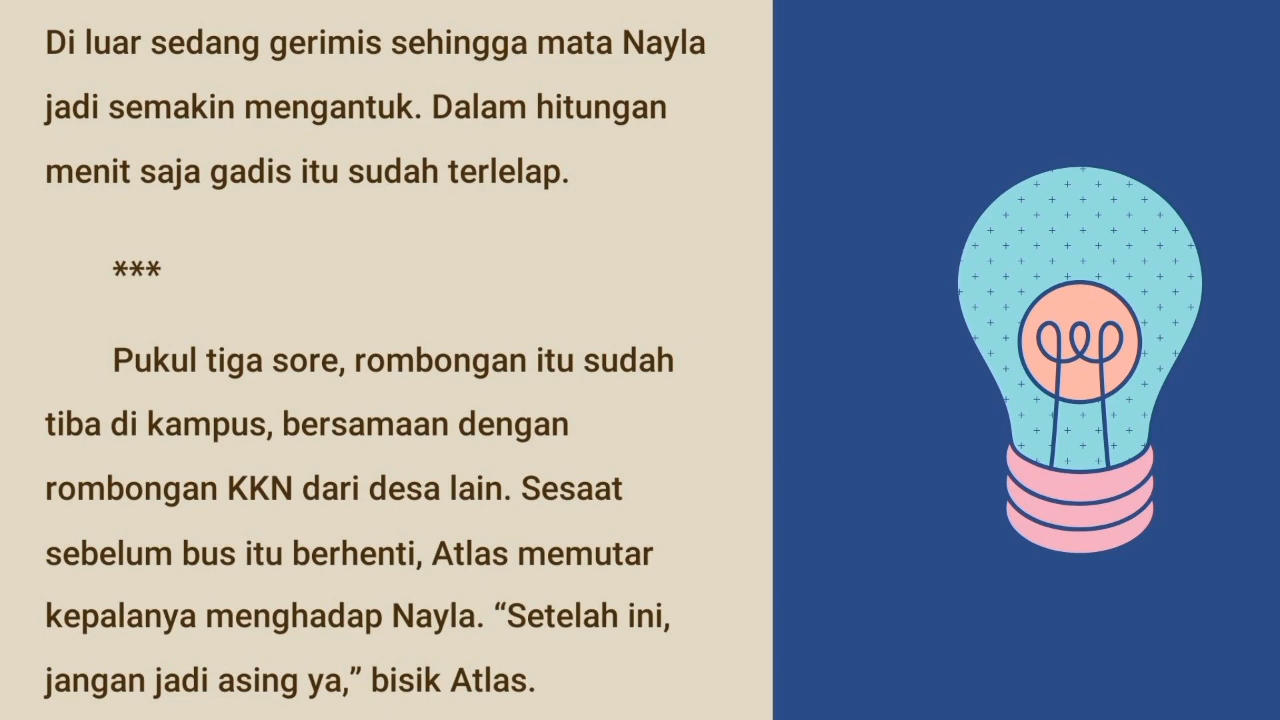 Di luar sedang gerimis sehingga mata Nayla
jadi semakin mengantuk. Dalam hitungan
menit saja gadis itu sudah terlelap.
***
Pukul tiga sore, rombongan itu sudah
tiba di kampus, bersamaan dengan
rombongan KKN dari desa lain. Sesaat
sebelum bus itu berhenti, Atlas memutar
kepalanya menghadap Nayla. “Setelah ini,
jangan jadi asing ya,” bisik Atlas.